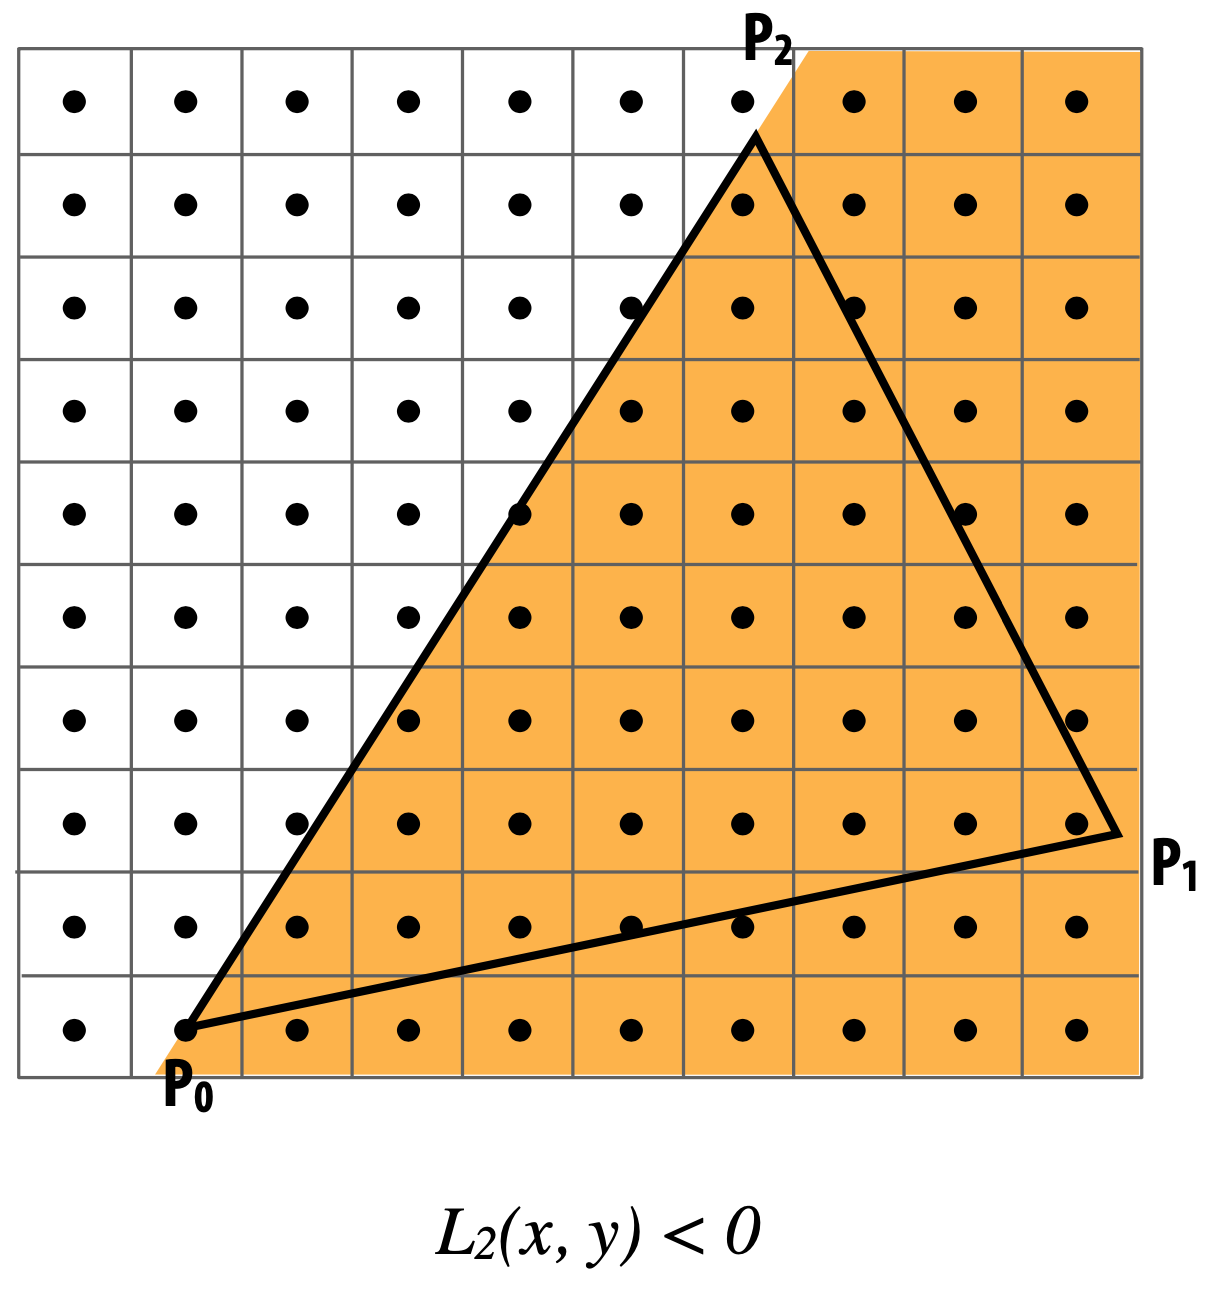 P₂
P₁
P₀
L₂(x, y) < 0